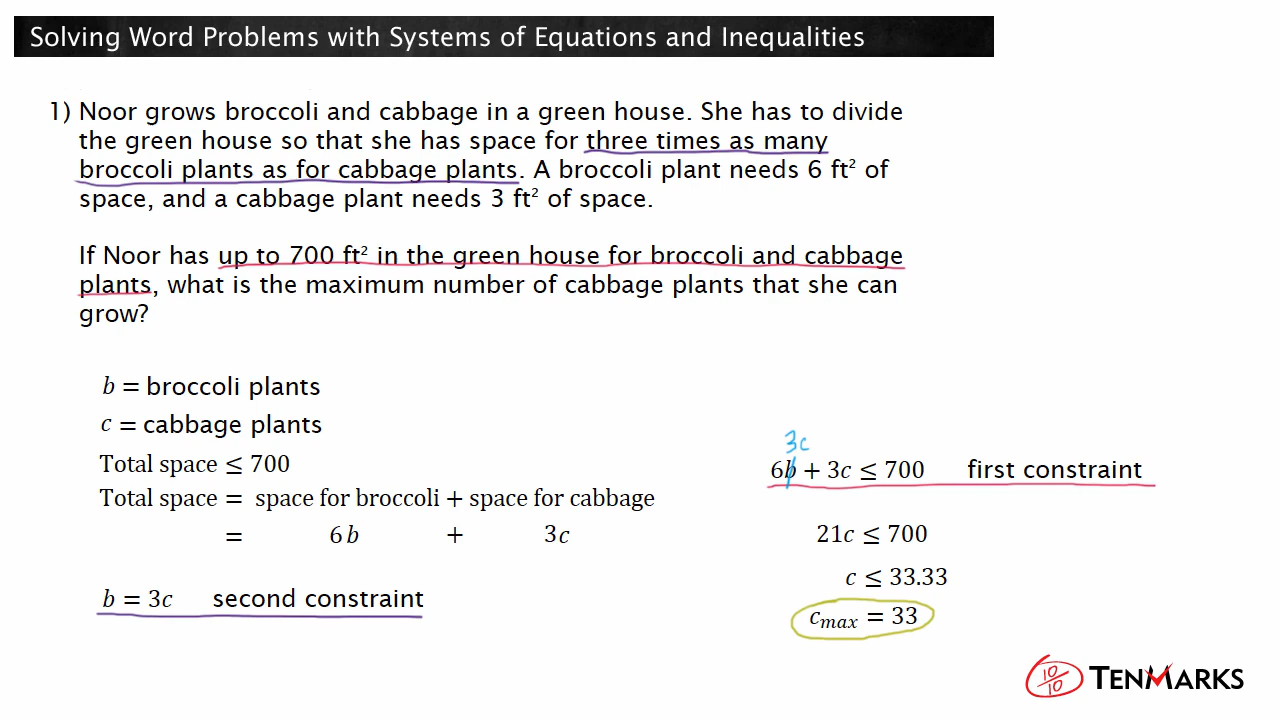 Solving Word Problems with Systems of Equations and Inequalities
1) Noor grows broccoli and cabbage in a green house. She has to divide
the green house so that she has space for three times as many
broccoli plants as for cabbage plants. A broccoli plant needs 6 ft² of
space, and a cabbage plant needs 3 ft² of space.
If Noor has up to 700 ft² in the green house for broccoli and cabbage
plants, what is the maximum number of cabbage plants that she can
grow?
b = broccoli plants
c = cabbage plants
Total space ≤ 700
Total space = space for broccoli + space for cabbage
= 6b + 3c
b = 3c second constraint
3c
6b + 3c ≤ 700 first constraint
21c ≤ 700
c ≤ 33.33
cₘₐₓ = 33
10/10 TENMARKS